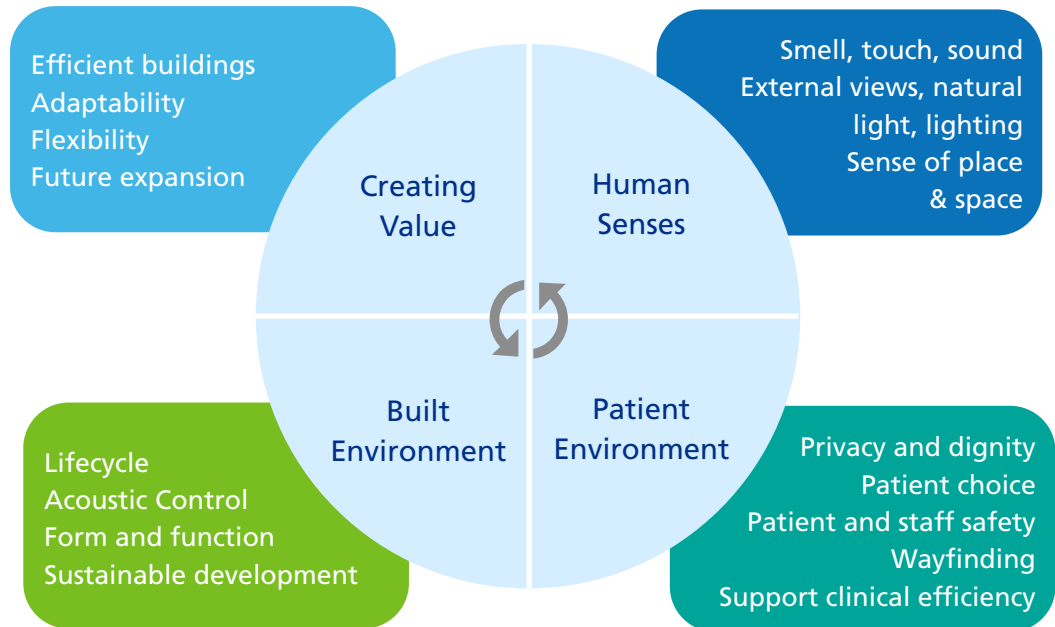 Efficient buildings
Adaptability
Flexibility
Future expansion
Smell, touch, sound
External views, natural
light, lighting
Sense of place
& space
Creating
Value
Human
Senses
Built
Environment
Patient
Environment
Lifecycle
Acoustic Control
Form and function
Sustainable development
Privacy and dignity
Patient choice
Patient and staff safety
Wayfinding
Support clinical efficiency